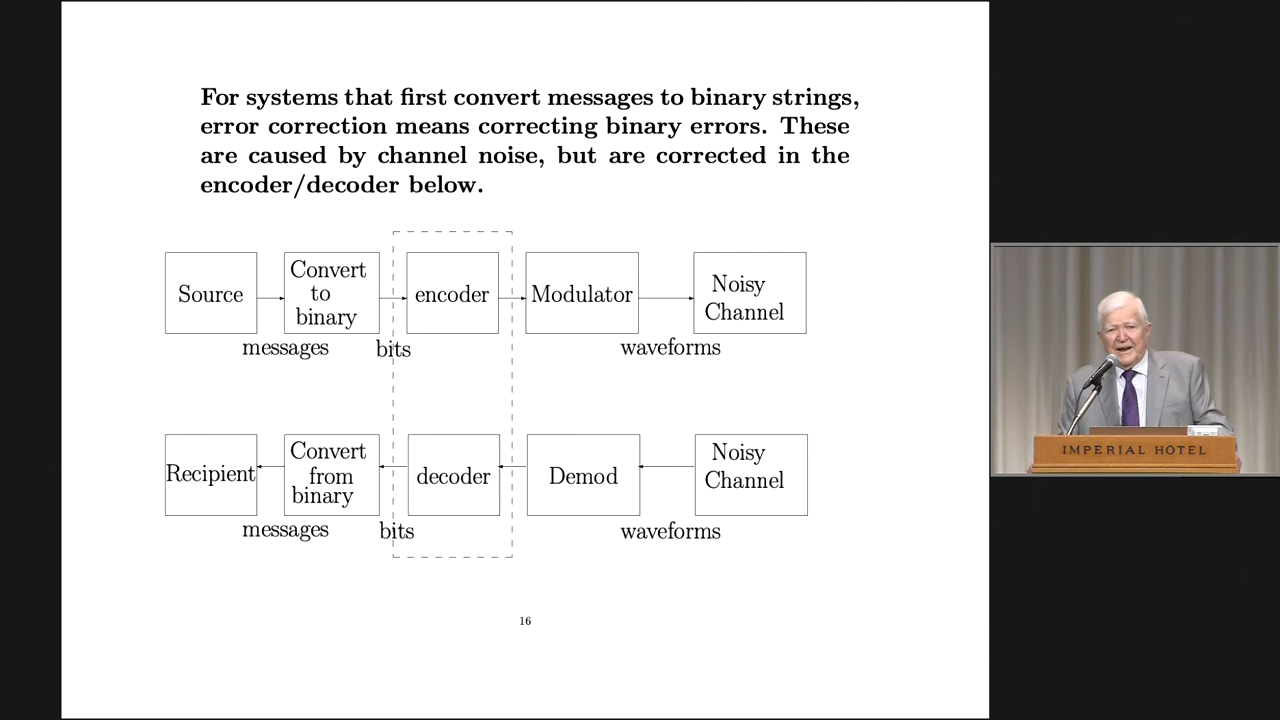 For systems that first convert messages to binary strings,
error correction means correcting binary errors. These
are caused by channel noise, but are corrected in the
encoder/decoder below.
Source
Convert
to
binary
encoder
Modulator
Noisy
Channel
messages
bits
waveforms
Recipient
Convert
from
binary
decoder
Demod
Noisy
Channel
messages
bits
waveforms
16
IMPERIAL HOTEL